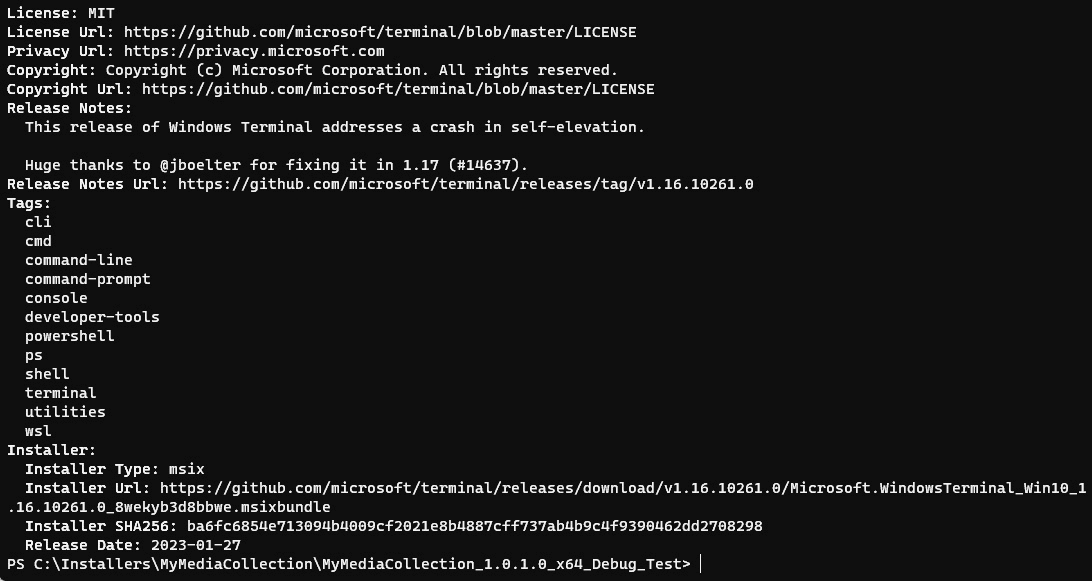 License: MIT
License Url: https://github.com/microsoft/terminal/blob/master/LICENSE
Privacy Url: https://privacy.microsoft.com
Copyright: Copyright (c) Microsoft Corporation. All rights reserved.
Copyright Url: https://github.com/microsoft/terminal/blob/master/LICENSE
Release Notes:
  This release of Windows Terminal addresses a crash in self-elevation.

  Huge thanks to @jboelter for fixing it in 1.17 (#14637).
Release Notes Url: https://github.com/microsoft/terminal/releases/tag/v1.16.10261.0
Tags:
  cli
  cmd
  command-line
  command-prompt
  console
  developer-tools
  powershell
  ps
  shell
  terminal
  utilities
  wsl
Installer:
  Installer Type: msix
  Installer Url: https://github.com/microsoft/terminal/releases/download/v1.16.10261.0/Microsoft.WindowsTerminal_Win10_1
.16.10261.0_8wekyb3d8bbwe.msixbundle
  Installer SHA256: ba6fc6854e713094b4009cf2021e8b4887cff737ab4b9c4f9390462dd2708298
  Release Date: 2023-01-27
PS C:\Installers\MyMediaCollection\MyMediaCollection_1.0.1.0_x64_Debug_Test>